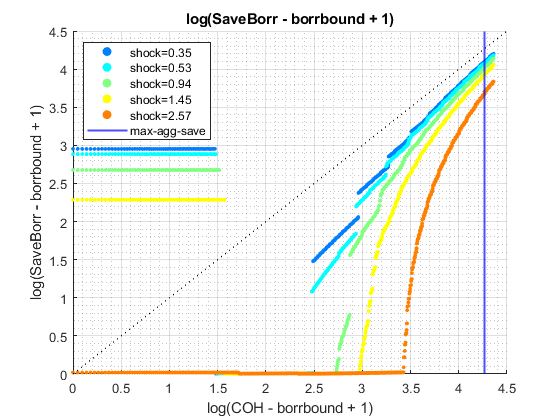 log(SaveBorr - borrbound + 1)
4.5
4
3.5
3
2.5
2
1.5
1
0.5
0
log(SaveBorr - borrbound + 1)
shock=0.35
shock=0.53
shock=0.94
shock=1.45
shock=2.57
max-agg-save
0 0.5 1 1.5 2 2.5 3 3.5 4 4.5
log(COH - borrbound + 1)